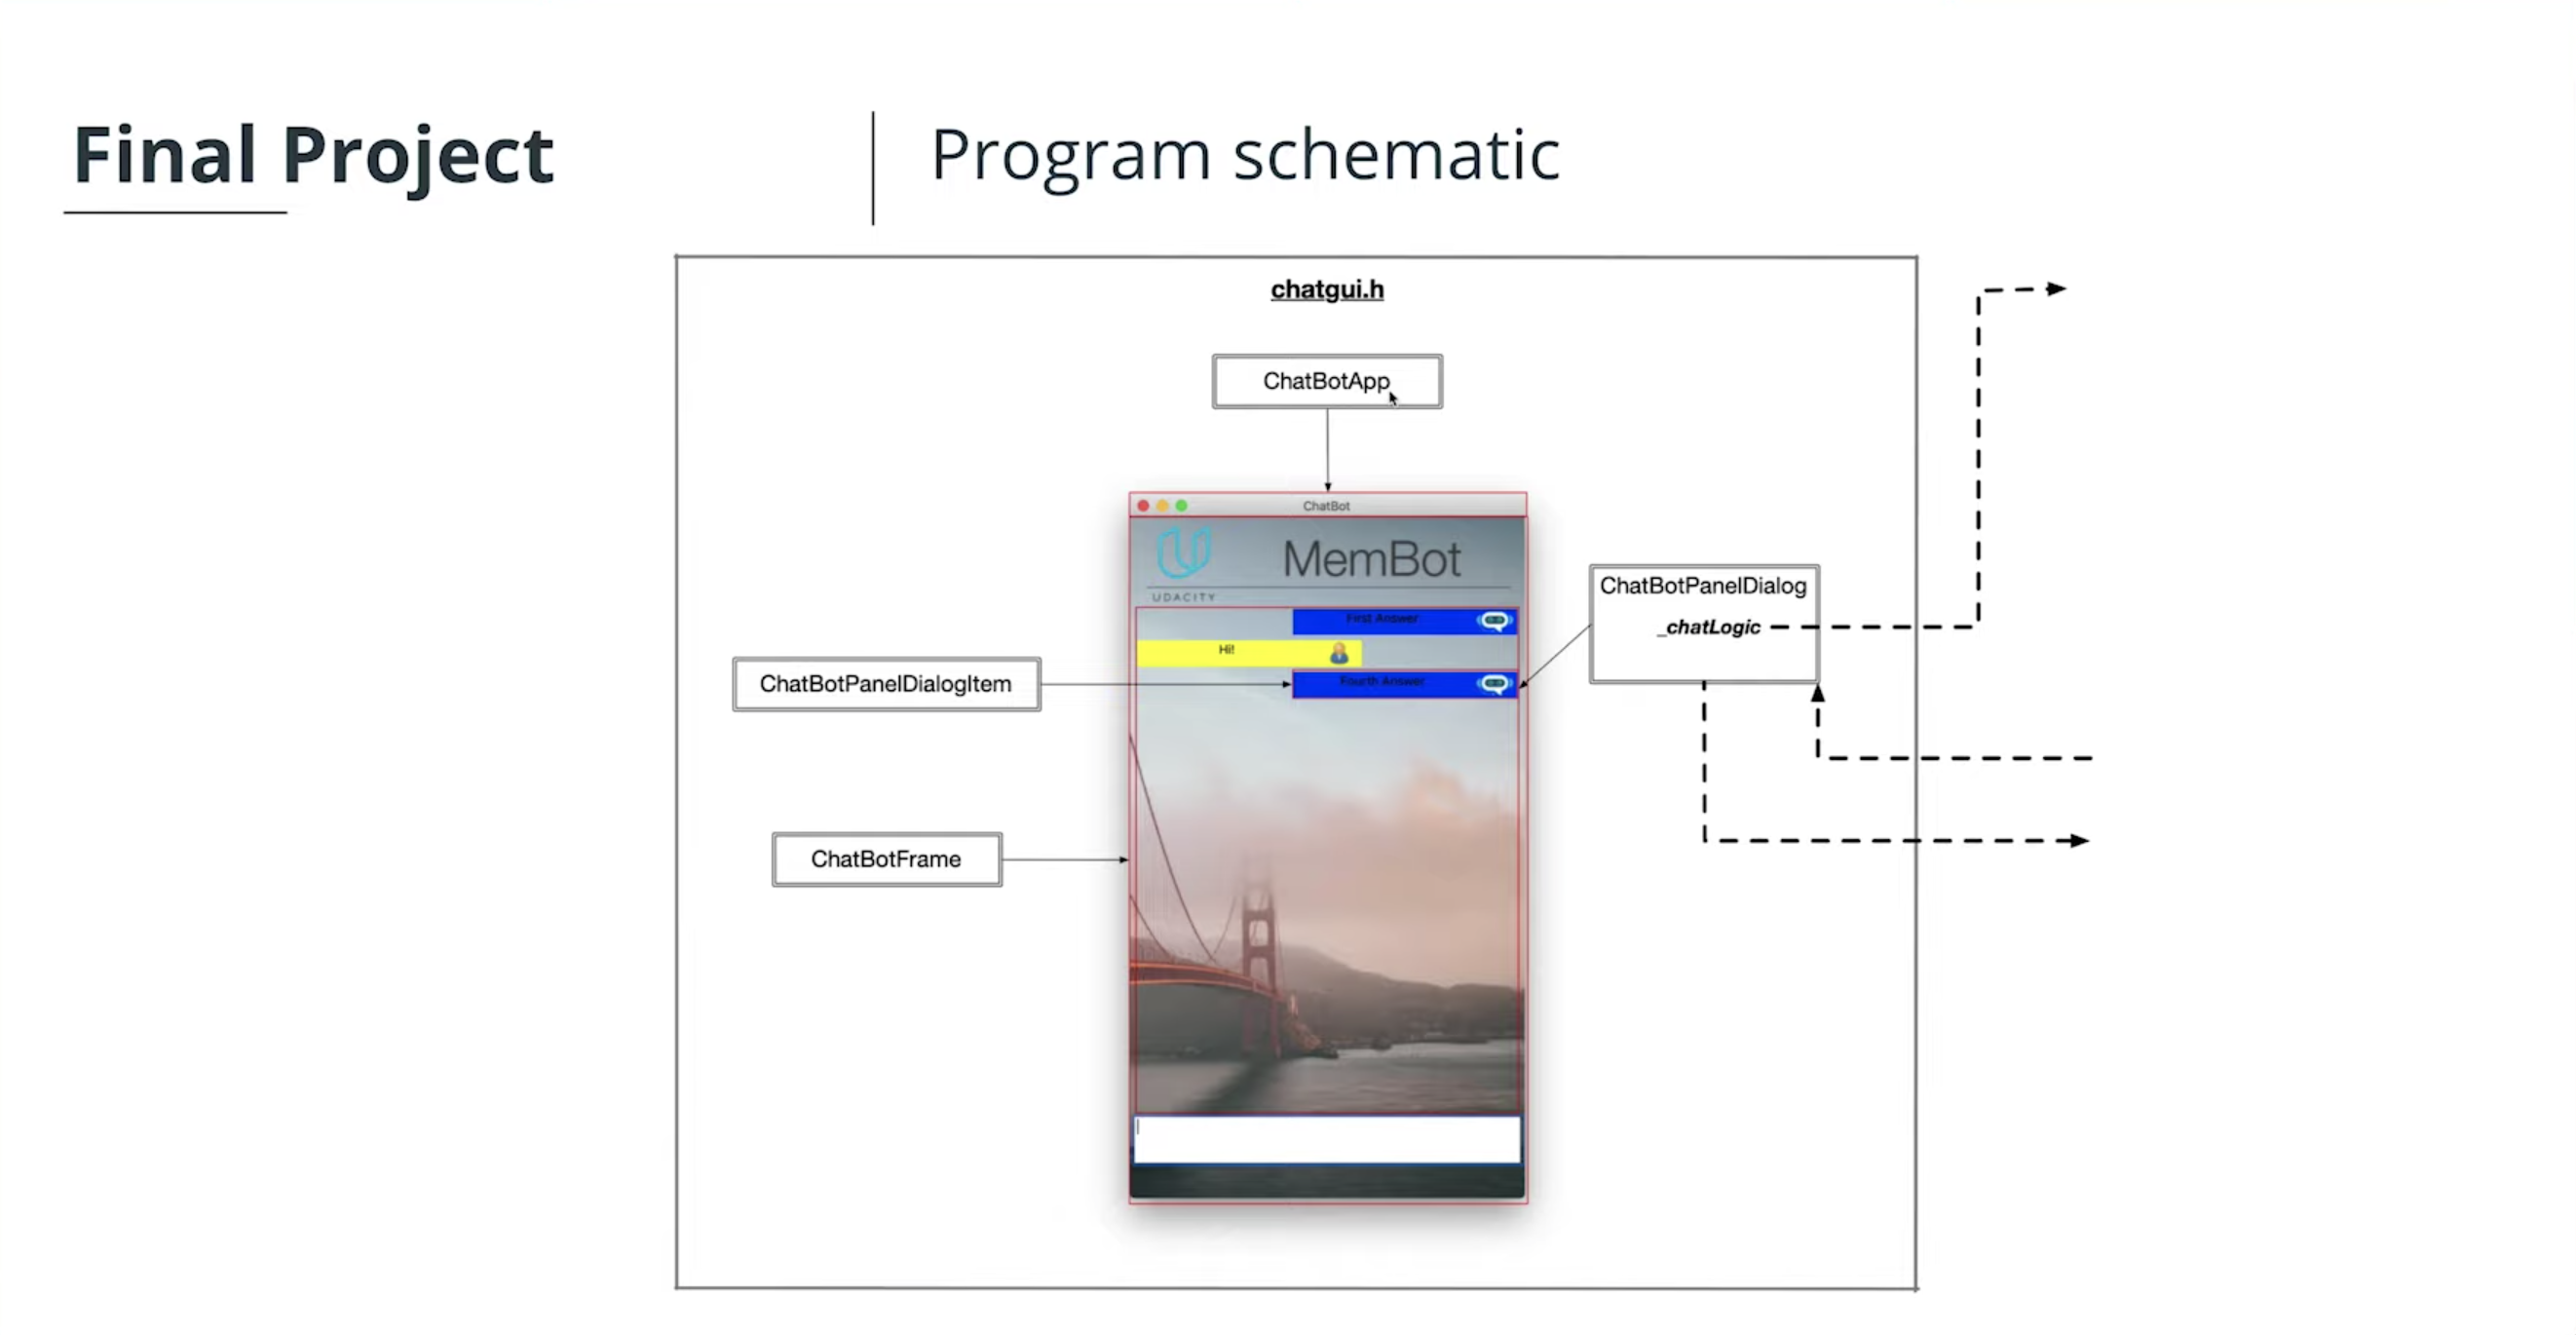 Final Project
Program schematic
chatgui.h
ChatBotApp
ChatBot
MemBot
UDACITY
First Answer
Hi!
Fourth Answer
ChatBotPanelDialog
_chatLogic
ChatBotPanelDialogItem
ChatBotFrame